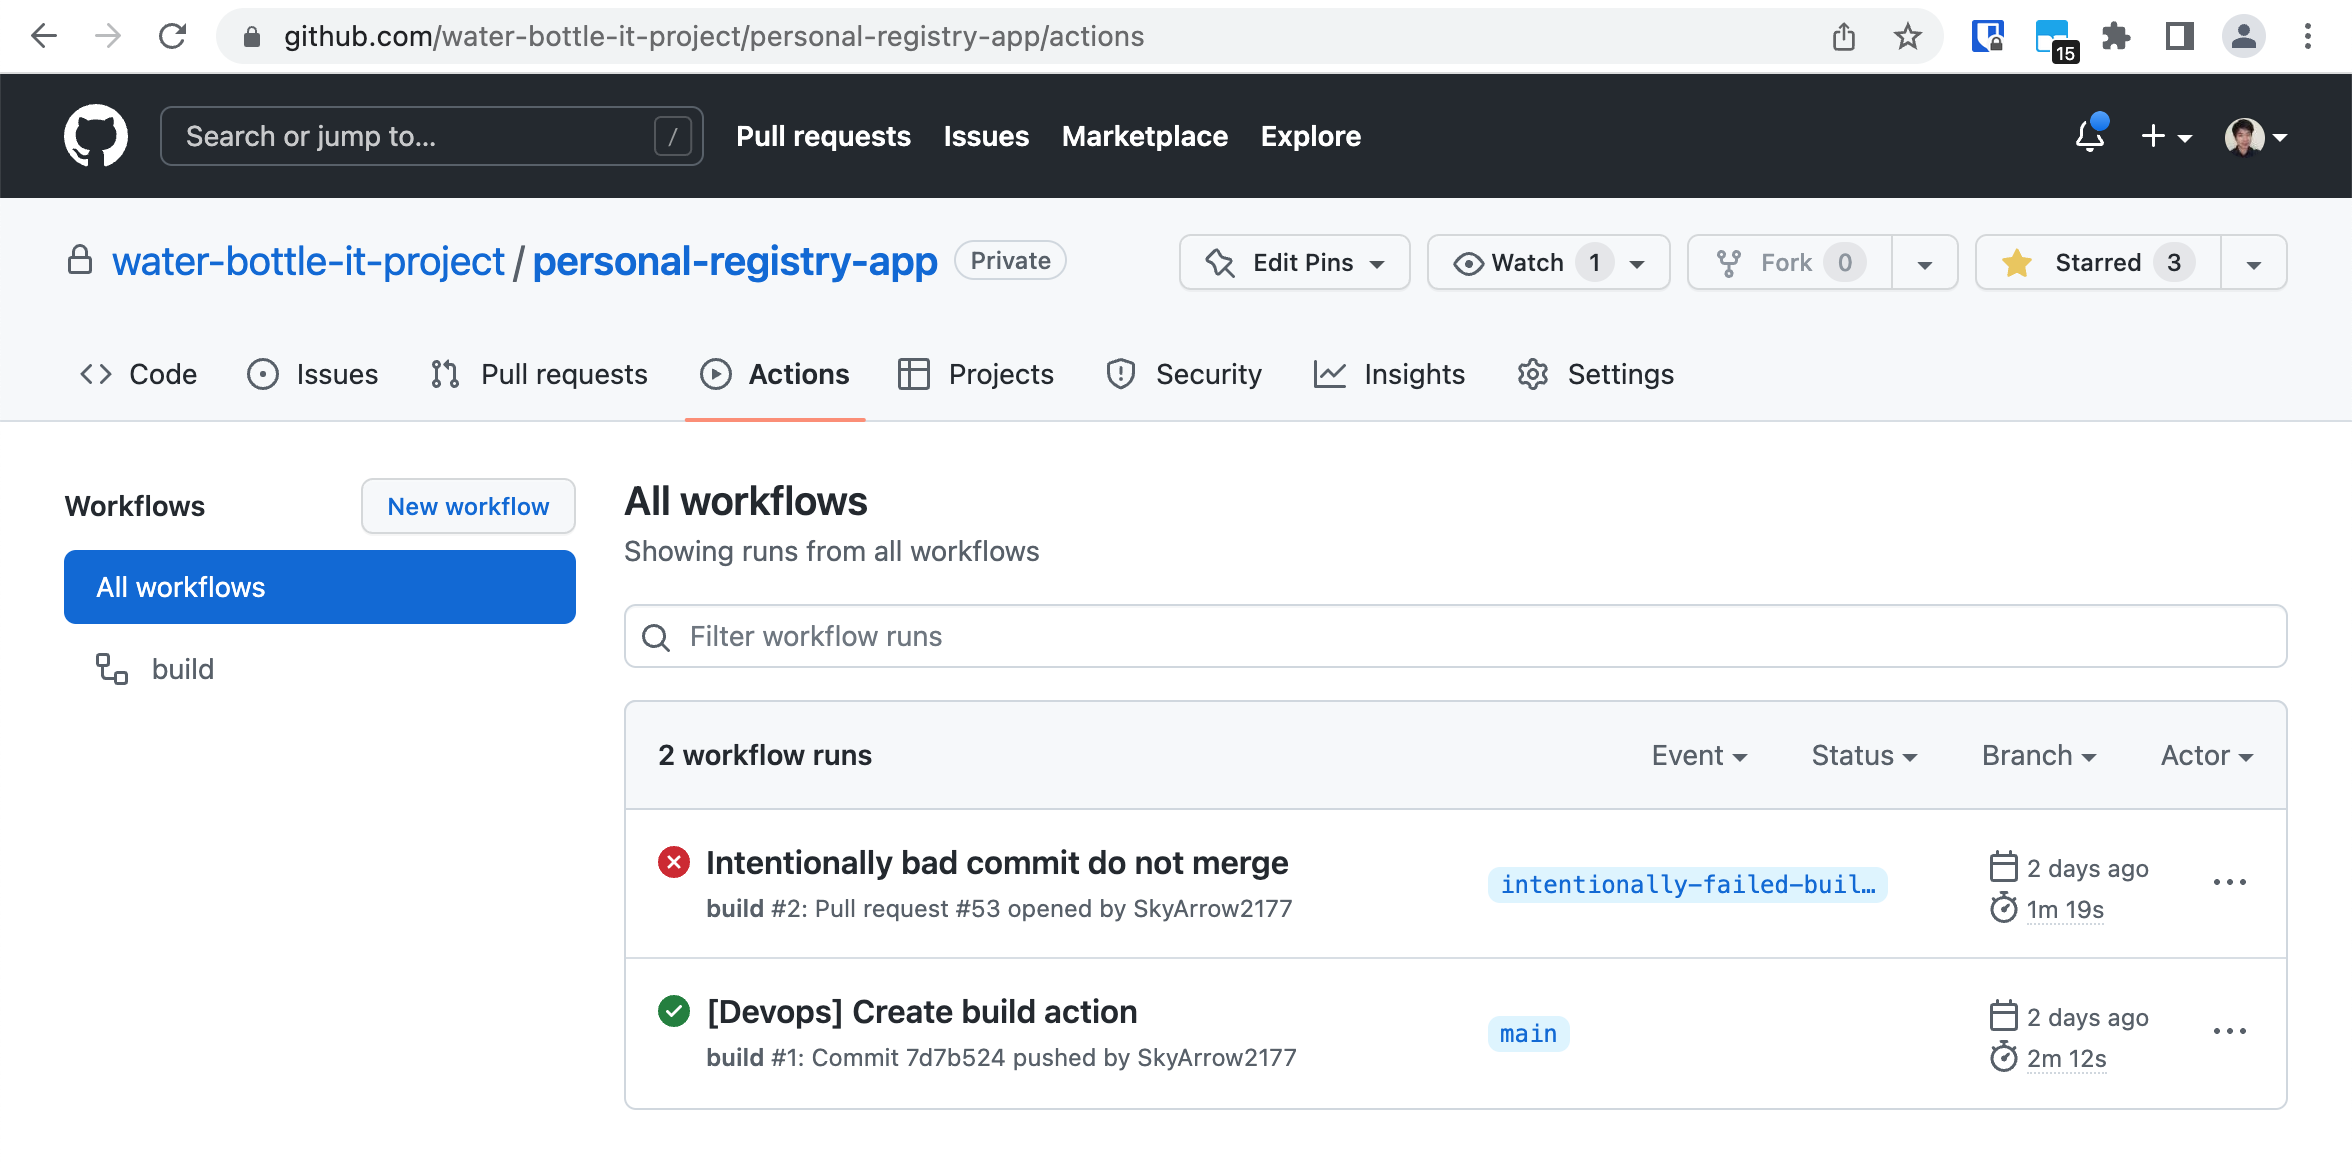 github.com/water-bottle-it-project/personal-registry-app/actions
15
Search or jump to... /
Pull requests Issues Marketplace Explore
water-bottle-it-project / personal-registry-app Private
Edit Pins Watch 1 Fork 0 Starred 3
Code Issues Pull requests Actions Projects Security Insights Settings
Workflows
New workflow
All workflows
build
All workflows
Showing runs from all workflows
Filter workflow runs
2 workflow runs Event Status Branch Actor
Intentionally bad commit do not merge
build #2: Pull request #53 opened by SkyArrow2177
intentionally-failed-buil…
2 days ago
1m 19s
[Devops] Create build action
build #1: Commit 7d7b524 pushed by SkyArrow2177
main
2 days ago
2m 12s